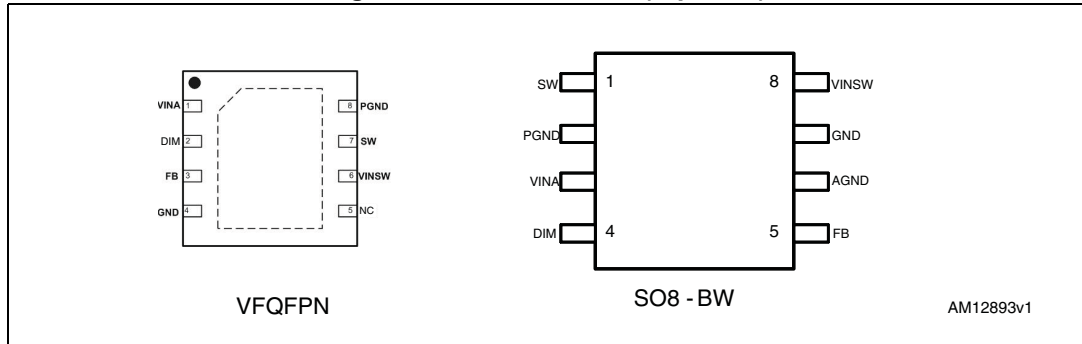 VINA 1
DIM 2
FB 3
GND 4
8 PGND
7 SW
6 VINSW
5 NC
VFQFPN
SW 1
PGND
VINA
DIM 4
8 VINSW
GND
AGND
5 FB
SO8 - BW
AM12893v1